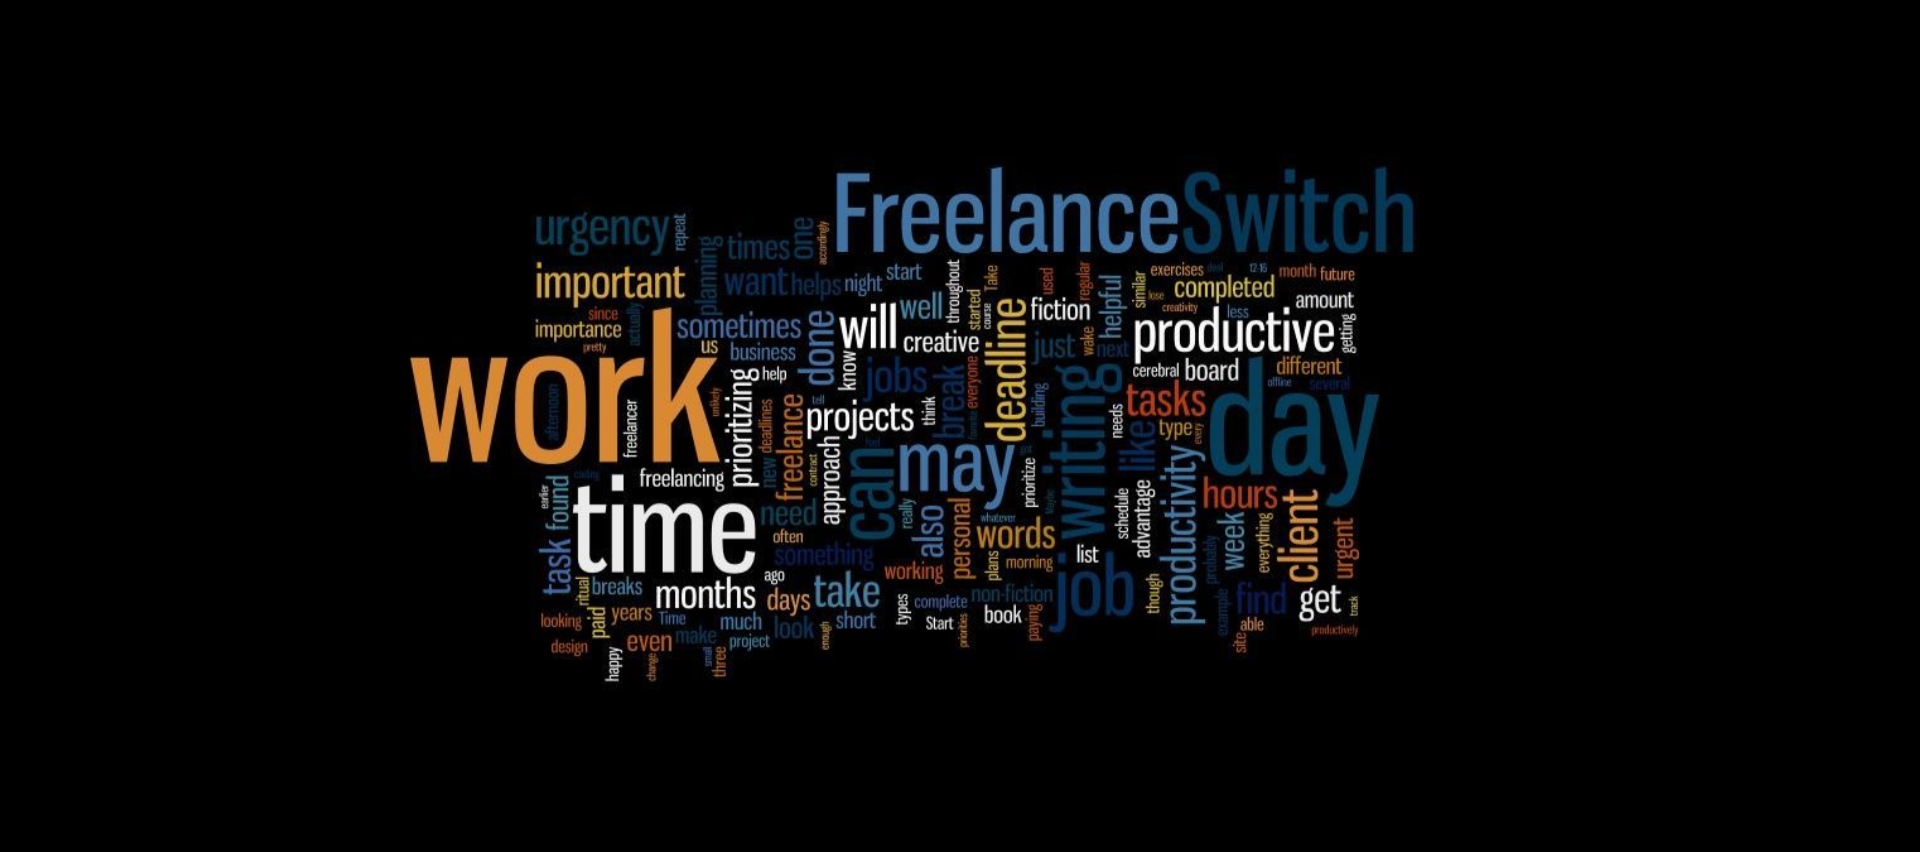 FreelanceSwitch
urgency
repeat
planning
times
one
accordingly
important
want
helps
night
start
throughout
Take
used
regular
helpful
similar
exercises
12-15
month
future
lose
completed
creativity
less
amount
since
importance
actually
pretty
sometimes
us
business
done
will
well
creative
started
course
deadline
fiction
just
wake
next
productive
getting
work
afternoon
freelancer
unlikely
prioritizing
help
know
jobs
break
everyone
building
writing
cerebral
board
different
offline
several
deadlines
freelance
tell
projects
think
needs
tasks
type
every
like
day
coding
freelancing
new
contract
approach
can
feel
may
prioritize
Maybe
schedule
advantage
productivity
hours
earlier
found
time
need
really
also
personal
whatever
words
list
probably
week
everything
client
urgent
task
often
something
working
plans
morning
ritual
breaks
months
ago
days
take
types
complete
non-fiction
job
though
example
find
get
track
looking
paid
years
Time
much
look
enough
short
Start
priorities
book
paying
site
able
productively
design
happy
even
change
make
small
three
project